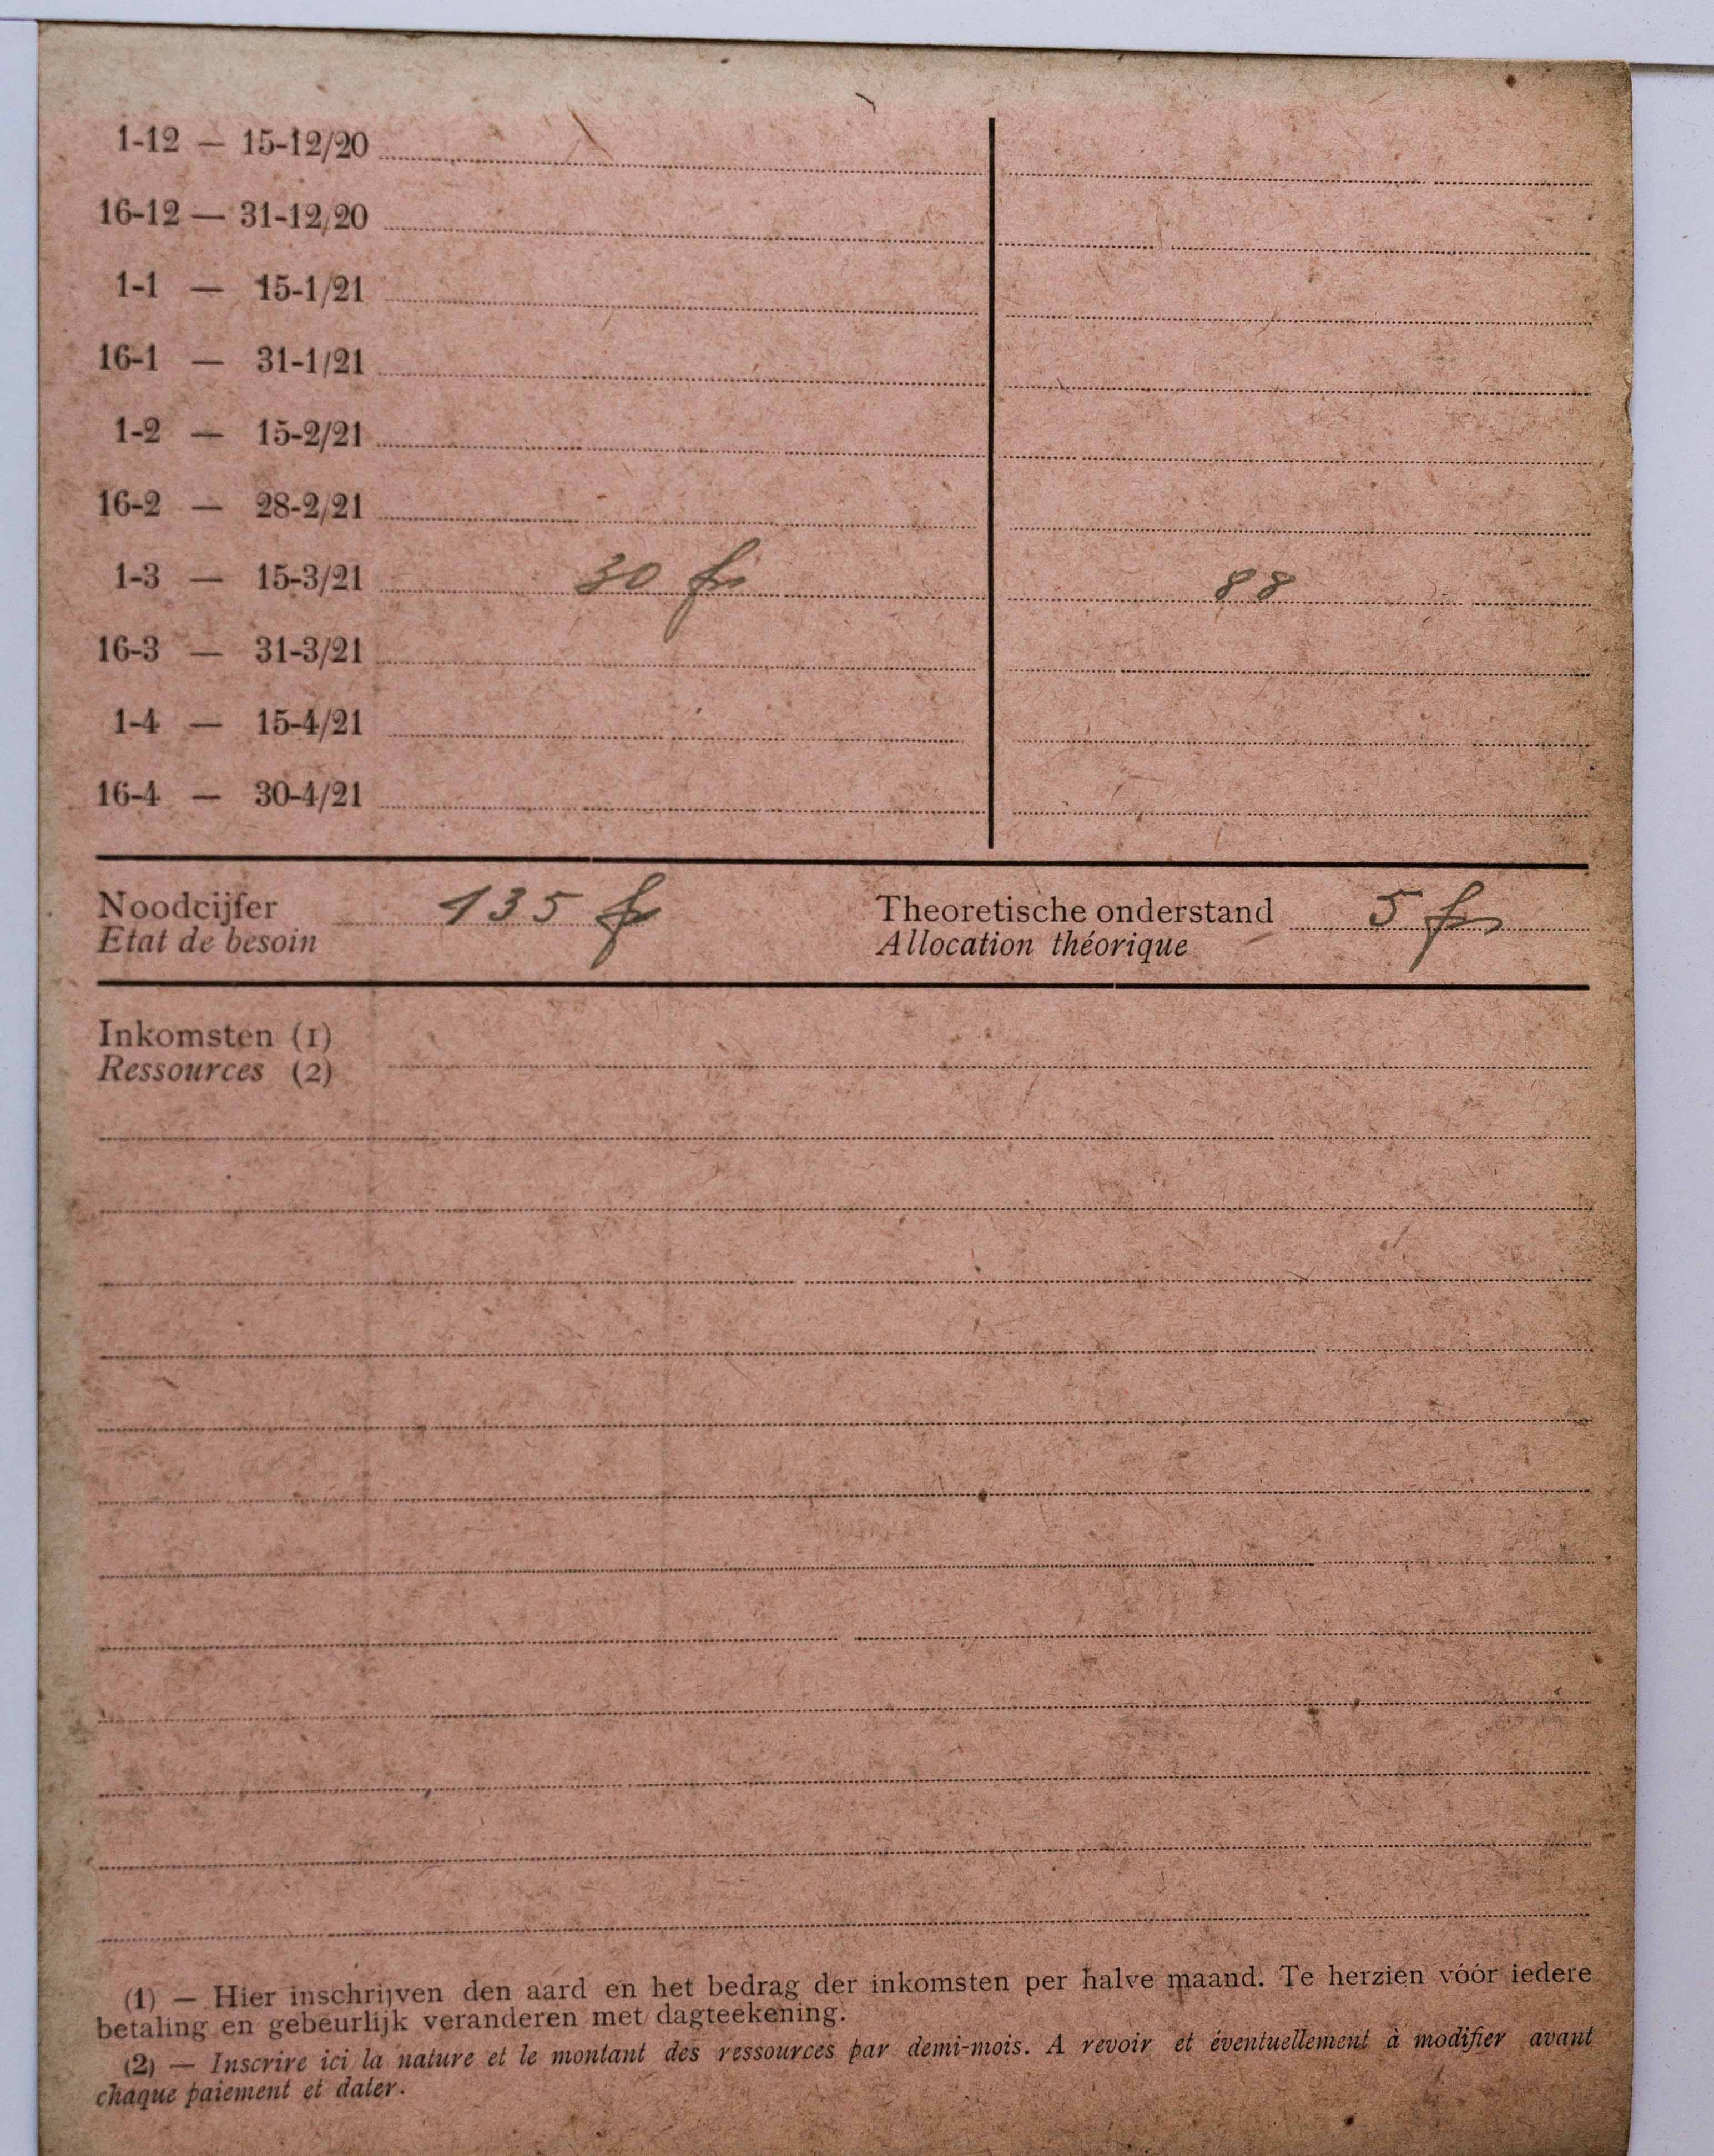 1-12 — 15-12/20
16-12 — 31-12/20
1-1 — 15-1/21
16-1 — 31-1/21
1-2 — 15-2/21
16-2 — 28-2/21
1-3 — 15-3/21 30 fr 88
16-3 — 31-3/21
1-4 — 15-4/21
16-4 — 30-4/21
Noodcijfer 135 fr Theoretische onderstand 5 frs
Etat de besoin Allocation théorique
Inkomsten (1)
Ressources (2)
(1) — Hier inschrijven den aard en het bedrag der inkomsten per halve maand. Te herzien vóór iedere
betaling en gebeurlijk veranderen met dagteekening.
(2) — Inscrire ici la nature et le montant des ressources par demi-mois. A revoir et éventuellement à modifier avant
chaque paiement et dater.